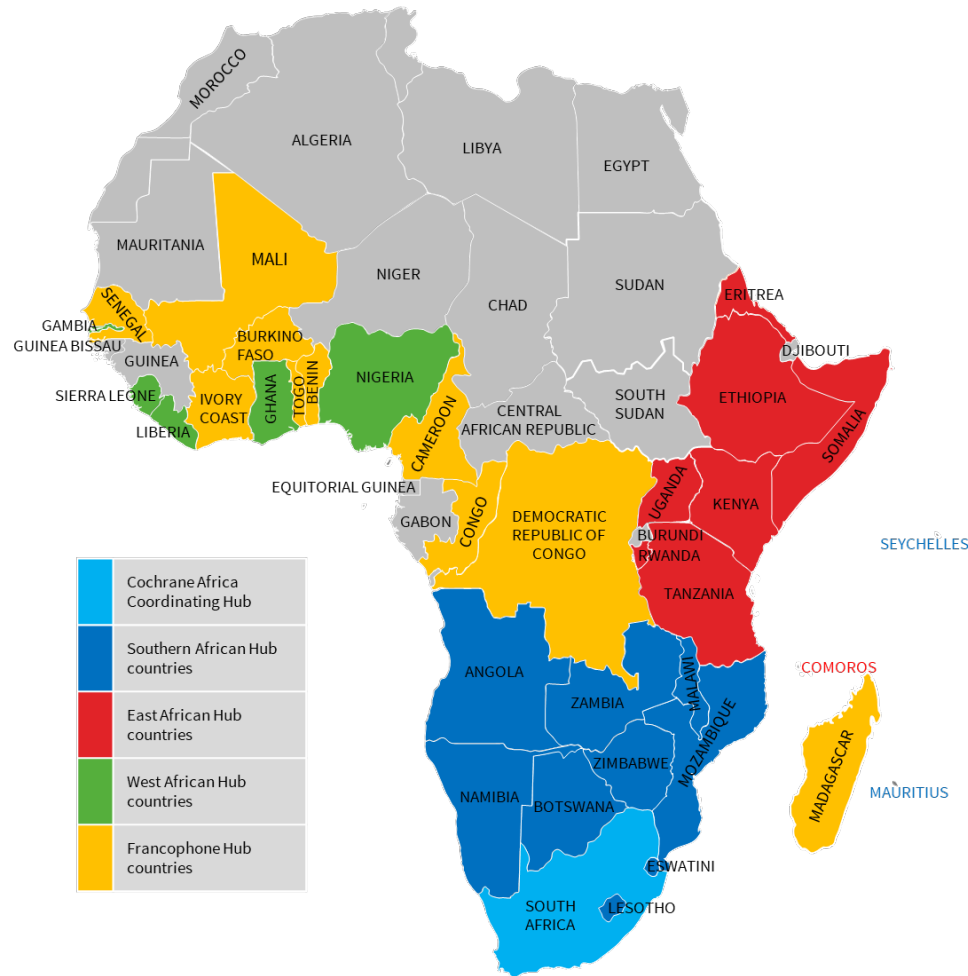 MOROCCO
ALGERIA
LIBYA
EGYPT
MAURITANIA
MALI
NIGER
CHAD
SUDAN
ERITREA
SENEGAL
GAMBIA
GUINEA BISSAU
GUINEA
BURKINO
FASO
DJIBOUTI
SIERRA LEONE
LIBERIA
IVORY
COAST
GHANA
TOGO
BENIN
NIGERIA
CAMEROON
CENTRAL
AFRICAN REPUBLIC
SOUTH
SUDAN
ETHIOPIA
SOMALIA
EQUITORIAL GUINEA
GABON
CONGO
DEMOCRATIC
REPUBLIC OF
CONGO
UGANDA
KENYA
BURUNDI
RWANDA
TANZANIA
SEYCHELLES
COMOROS
ANGOLA
ZAMBIA
MALAWI
MOZAMBIQUE
ZIMBABWE
NAMIBIA
BOTSWANA
MADAGASCAR
MAURITIUS
ESWATINI
LESOTHO
SOUTH
AFRICA
Cochrane Africa
Coordinating Hub
Southern African Hub
countries
East African Hub
countries
West African Hub
countries
Francophone Hub
countries